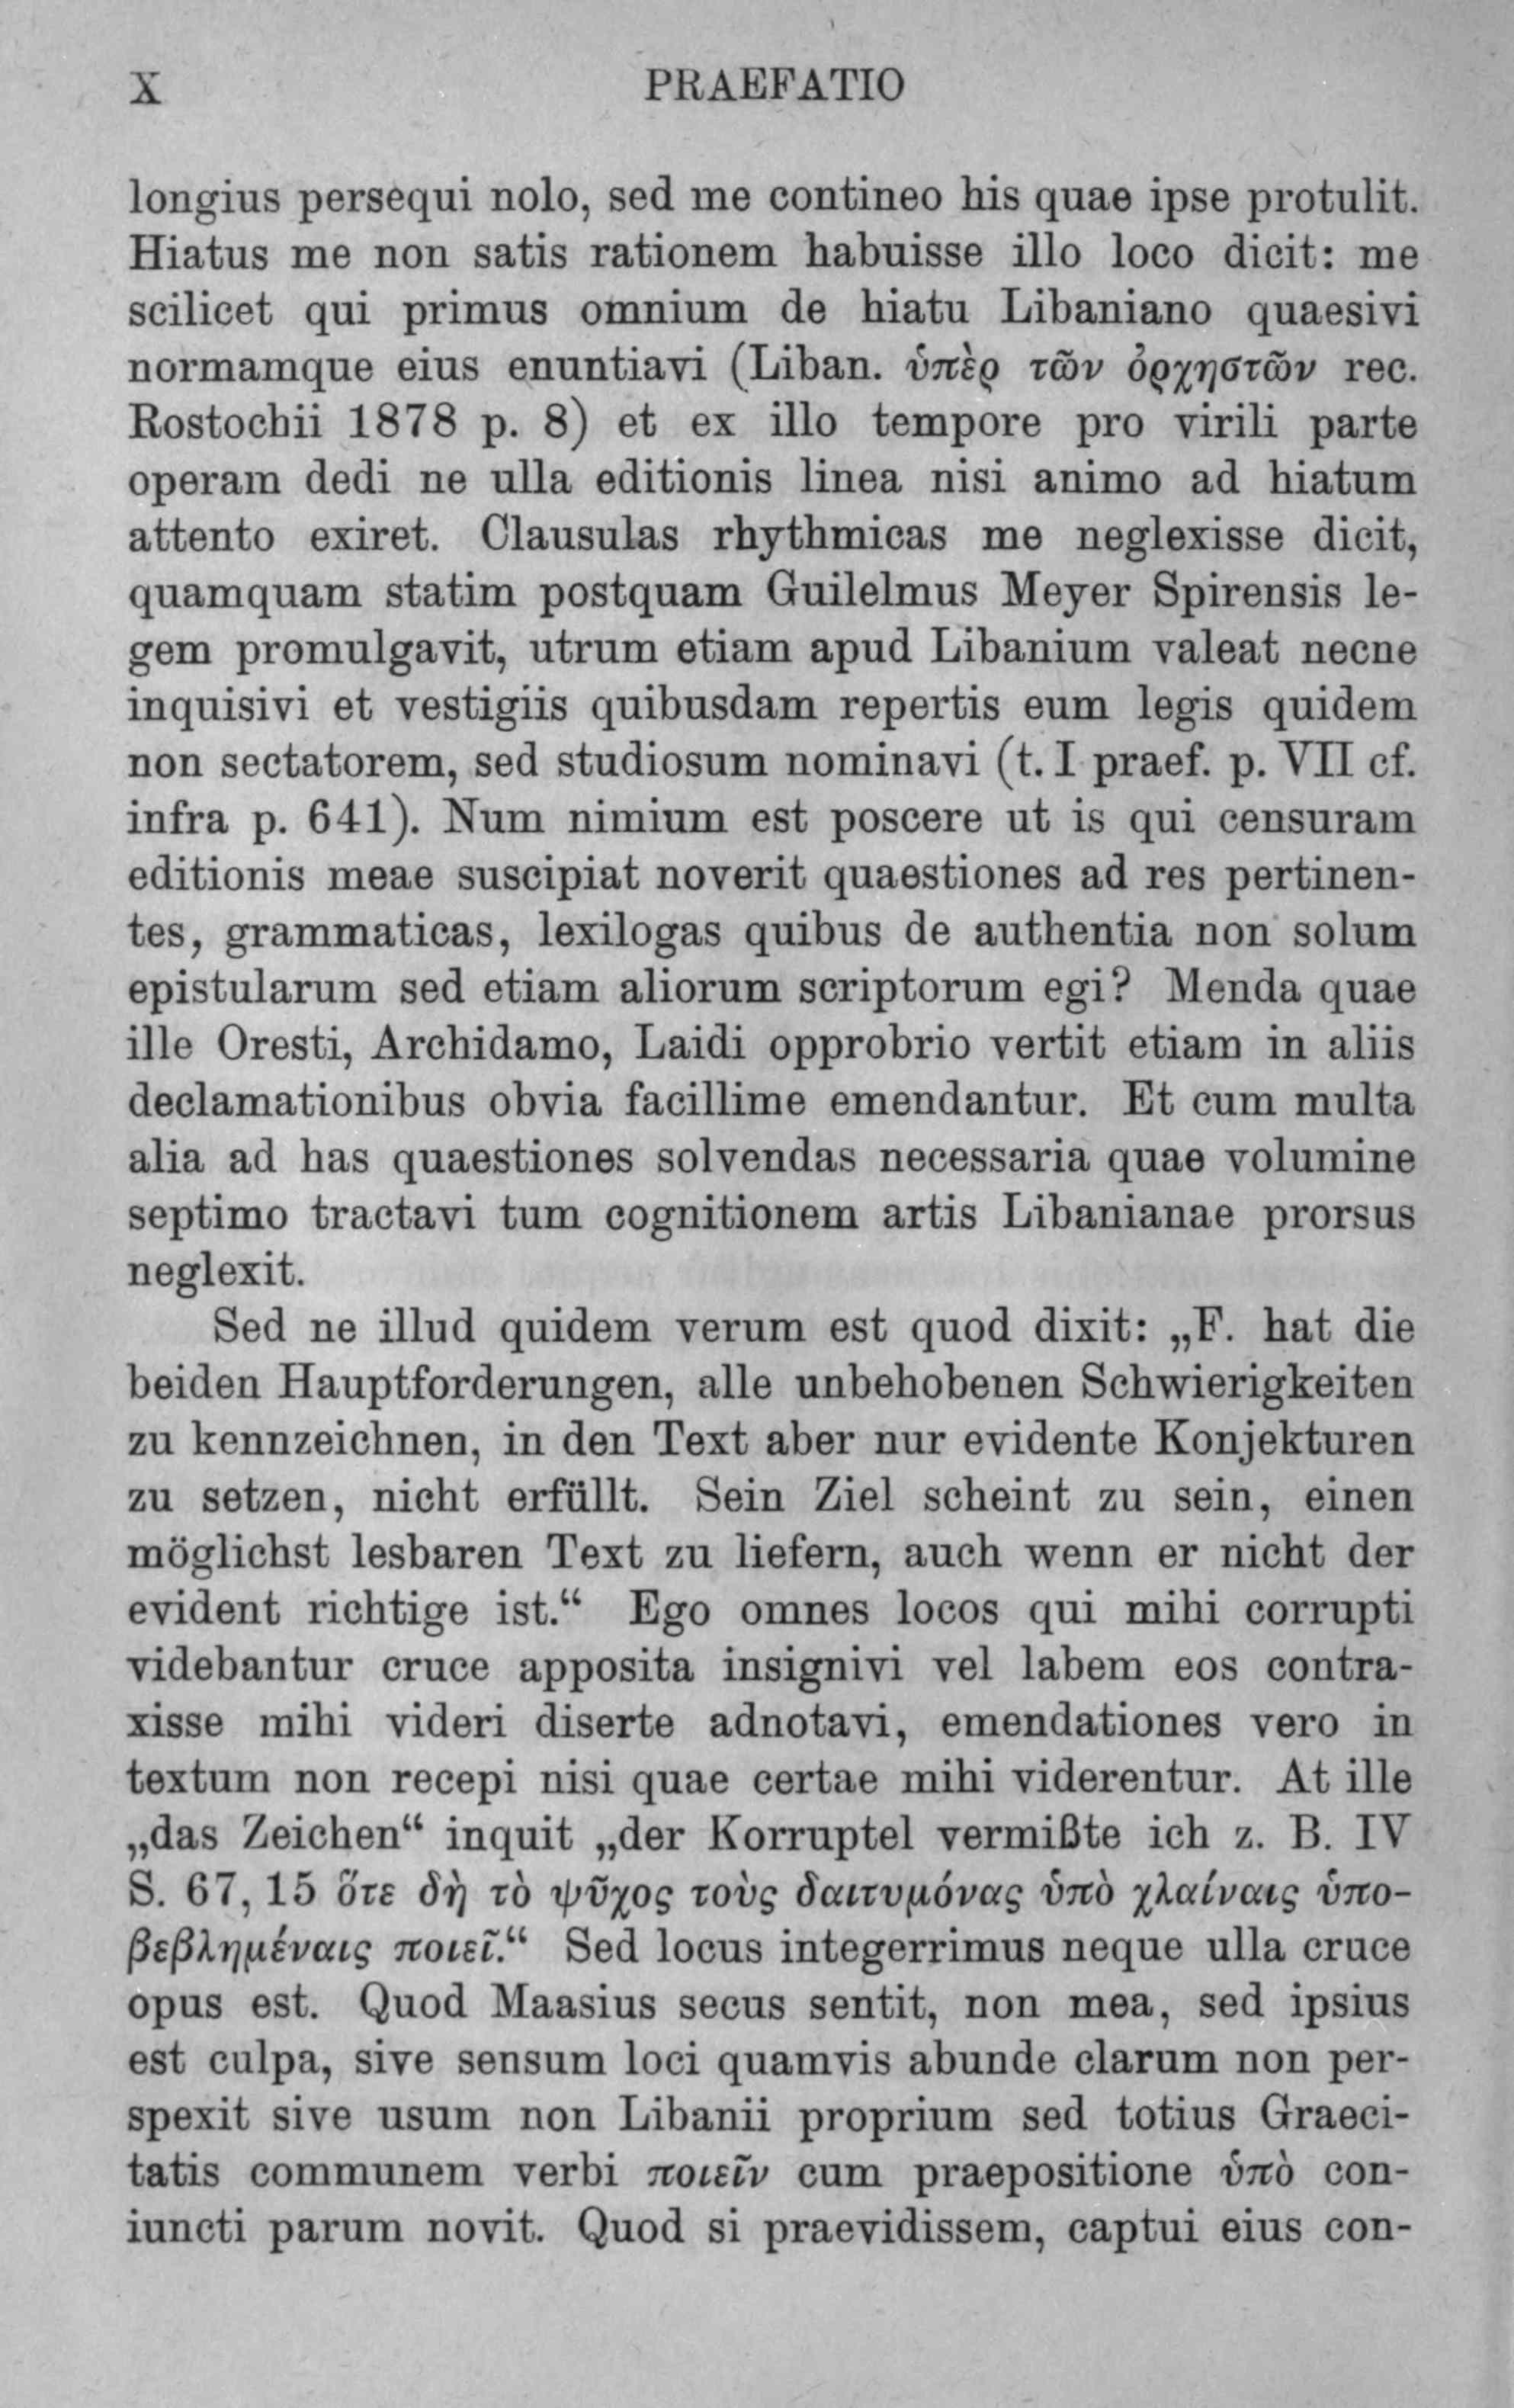 X PRAEFATIO
longius persequi nolo, sed me contineo his quae ipse protulit.
Hiatus me non satis rationem habuisse illo loco dicit: me
scilicet qui primus omnium de hiatu Libaniano quaesivi
normamque eius enuntiavi (Liban. ὑπὲρ τῶν ὀρχηστῶν rec.
Rostochii 1878 p. 8) et ex illo tempore pro virili parte
operam dedi ne ulla editionis linea nisi animo ad hiatum
attento exiret. Clausulas rhythmicas me neglexisse dicit,
quamquam statim postquam Guilelmus Meyer Spirensis le-
gem promulgavit, utrum etiam apud Libanium valeat necne
inquisivi et vestigiis quibusdam repertis eum legis quidem
non sectatorem, sed studiosum nominavi (t. I praef. p. VII cf.
infra p. 641). Num nimium est poscere ut is qui censuram
editionis meae suscipiat noverit quaestiones ad res pertinen-
tes, grammaticas, lexilogas quibus de authentia non solum
epistularum sed etiam aliorum scriptorum egi? Menda quae
ille Oresti, Archidamo, Laidi opprobrio vertit etiam in aliis
declamationibus obvia facillime emendantur. Et cum multa
alia ad has quaestiones solvendas necessaria quae volumine
septimo tractavi tum cognitionem artis Libanianae prorsus
neglexit.
Sed ne illud quidem verum est quod dixit: „F. hat die
beiden Hauptforderungen, alle unbehobenen Schwierigkeiten
zu kennzeichnen, in den Text aber nur evidente Konjekturen
zu setzen, nicht erfüllt. Sein Ziel scheint zu sein, einen
möglichst lesbaren Text zu liefern, auch wenn er nicht der
evident richtige ist.“ Ego omnes locos qui mihi corrupti
videbantur cruce apposita insignivi vel labem eos contra-
xisse mihi videri diserte adnotavi, emendationes vero in
textum non recepi nisi quae certae mihi viderentur. At ille
„das Zeichen“ inquit „der Korruptel vermißte ich z. B. IV
S. 67, 15 ὅτε δὴ τὸ ψῦχος τοὺς δαιτυμόνας ὑπὸ χλαίναις ὑπο-
βεβλημέναις ποιεῖ.“ Sed locus integerrimus neque ulla cruce
opus est. Quod Maasius secus sentit, non mea, sed ipsius
est culpa, sive sensum loci quamvis abunde clarum non per-
spexit sive usum non Libanii proprium sed totius Graeci-
tatis communem verbi ποιεῖν cum praepositione ὑπὸ con-
iuncti parum novit. Quod si praevidissem, captui eius con-